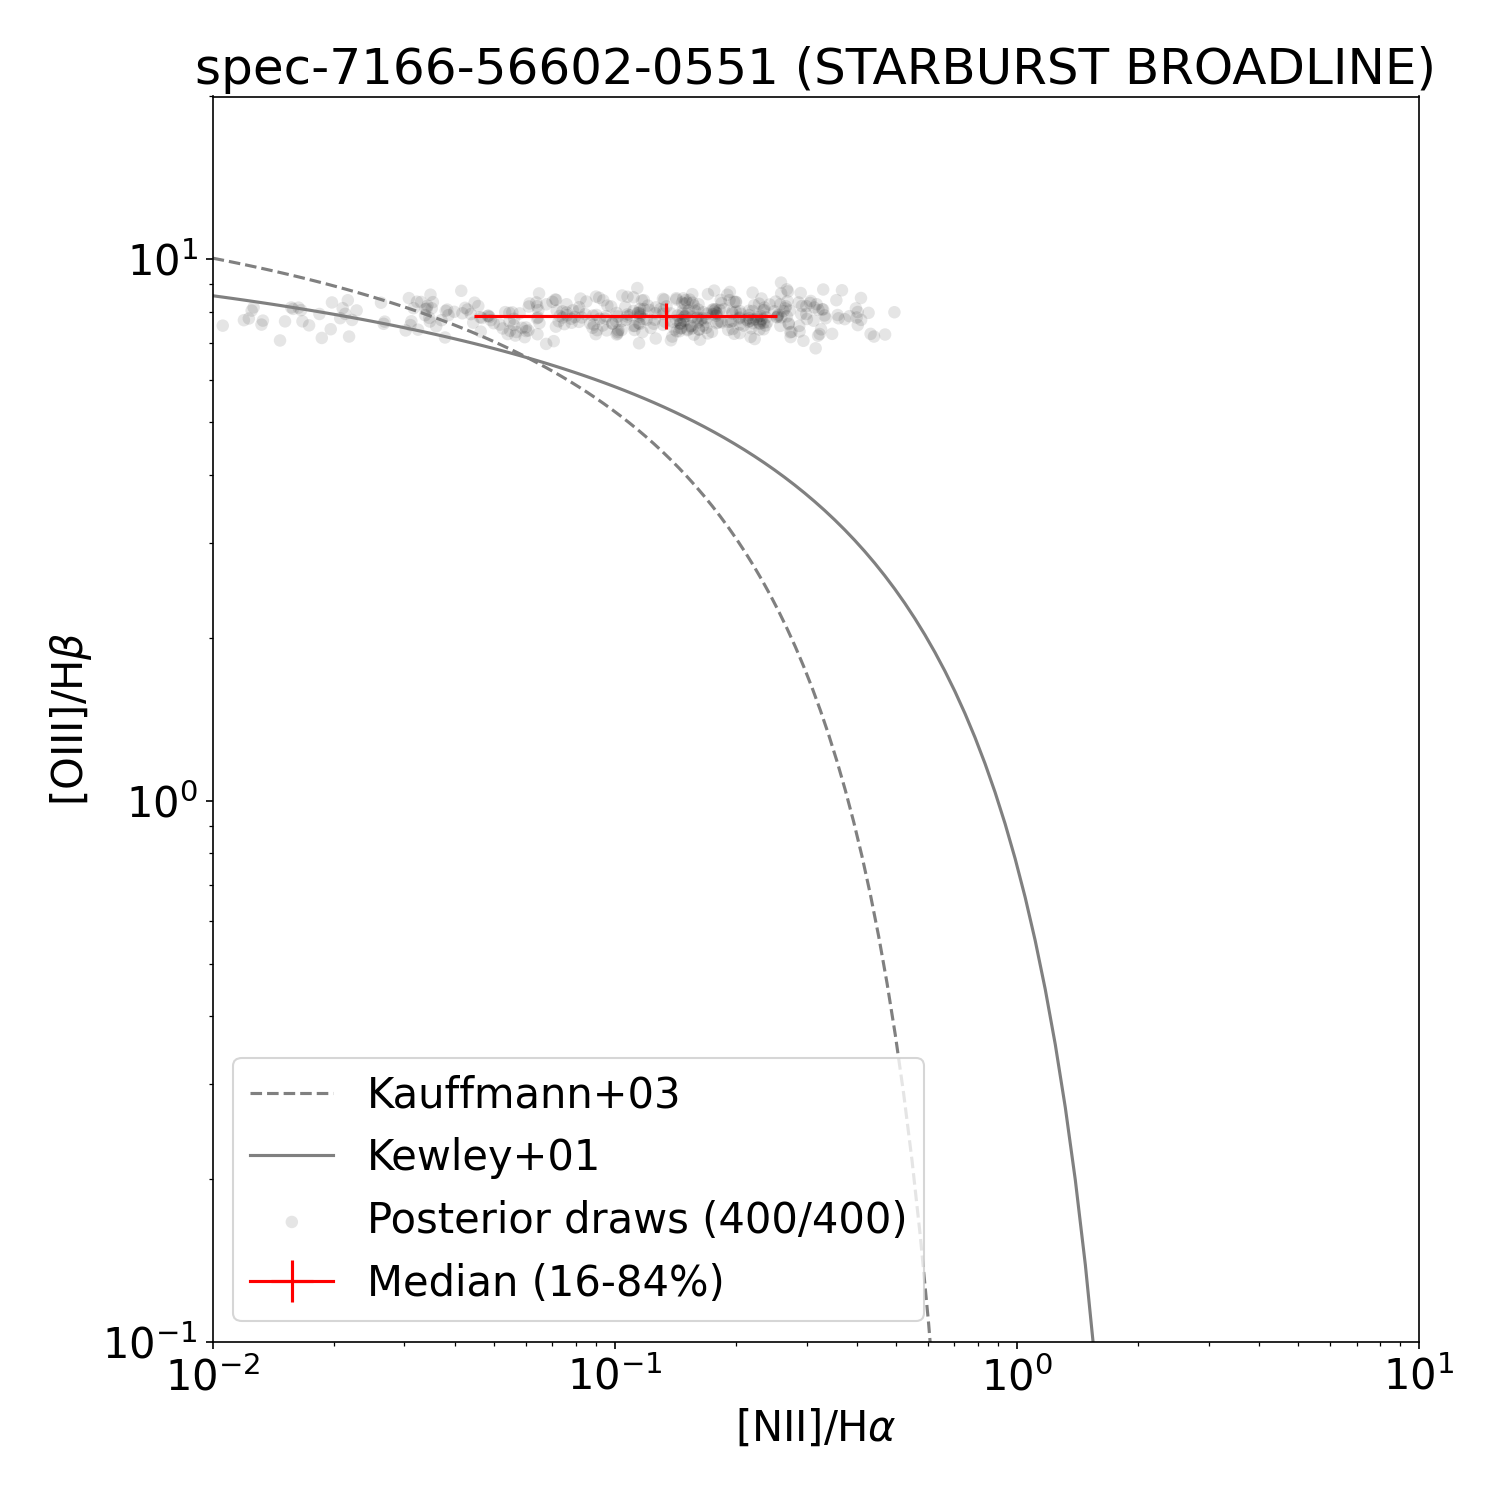 spec-7166-56602-0551 (STARBURST BROADLINE)
10¹
10⁰
10⁻¹
[OIII]/Hβ
Kauffmann+03
Kewley+01
Posterior draws (400/400)
Median (16-84%)
10⁻²
10⁻¹
10⁰
10¹
[NII]/Hα